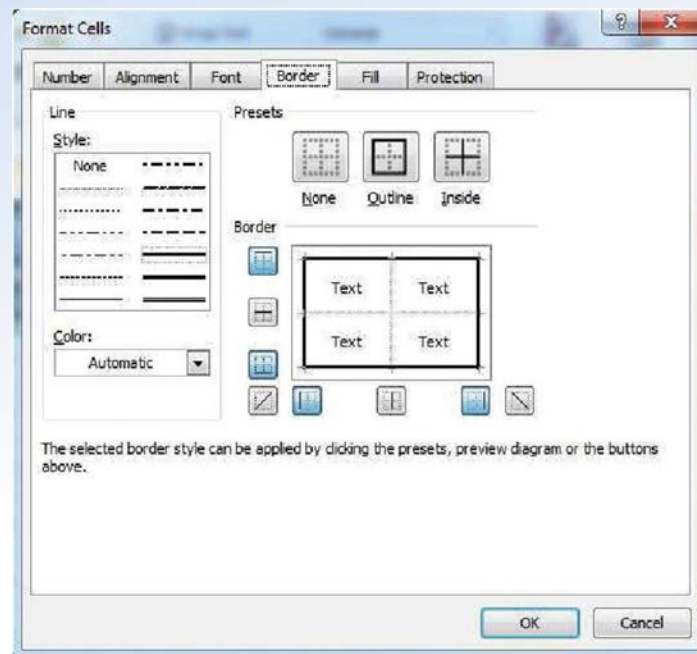 Format Cells
Number Alignment Font Border Fill Protection
Line
Style:
None
Color:
Automatic
Presets
None Outline Inside
Border
Text Text
Text Text
The selected border style can be applied by clicking the presets, preview diagram or the buttons
above.
OK Cancel